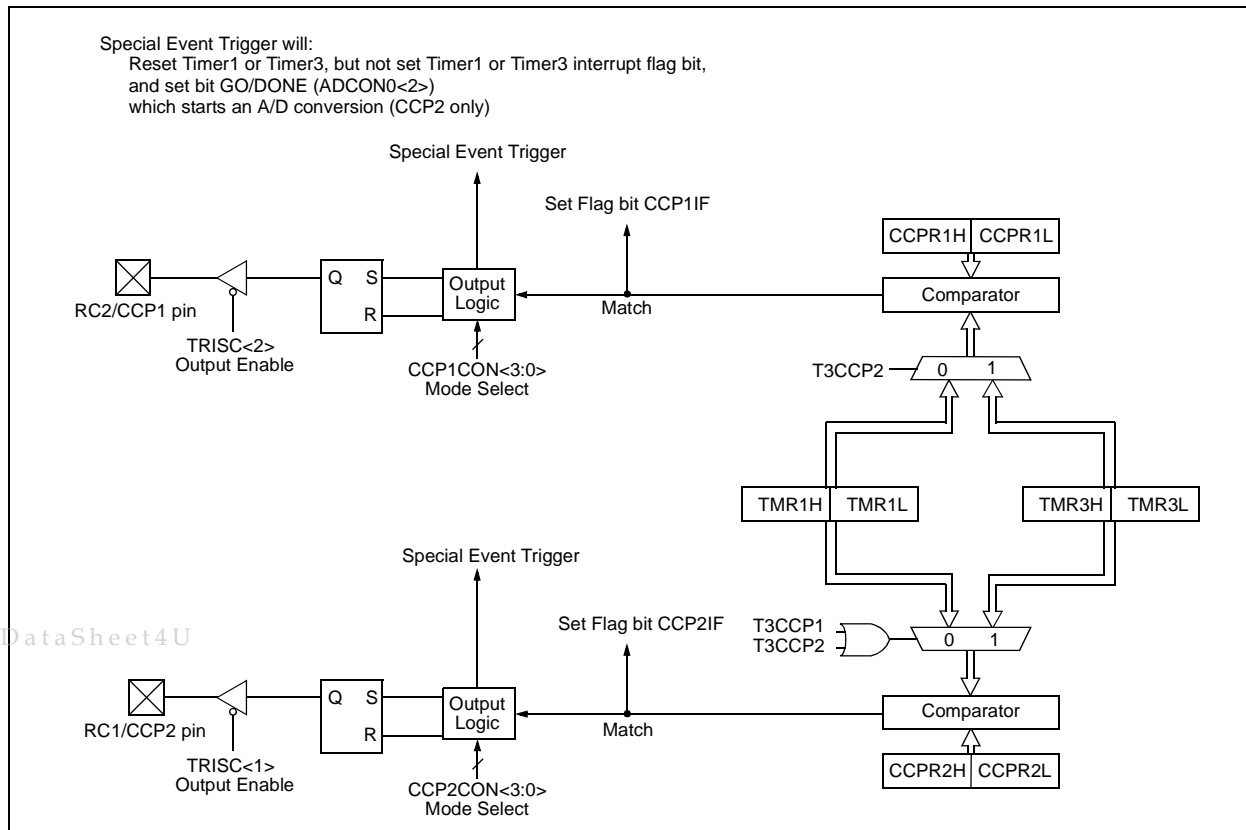 Special Event Trigger will:
Reset Timer1 or Timer3, but not set Timer1 or Timer3 interrupt flag bit,
and set bit GO/DONE (ADCON0<2>)
which starts an A/D conversion (CCP2 only)
Special Event Trigger
Set Flag bit CCP1IF
CCPR1H CCPR1L
Q S
R
Output
Logic
Comparator
RC2/CCP1 pin
Match
TRISC<2>
Output Enable
CCP1CON<3:0>
Mode Select
T3CCP2
0 1
TMR1H TMR1L
TMR3H TMR3L
Special Event Trigger
Set Flag bit CCP2IF
T3CCP1
T3CCP2
0 1
DataSheet4U
Q S
R
Output
Logic
Comparator
RC1/CCP2 pin
Match
TRISC<1>
Output Enable
CCP2CON<3:0>
Mode Select
CCPR2H CCPR2L